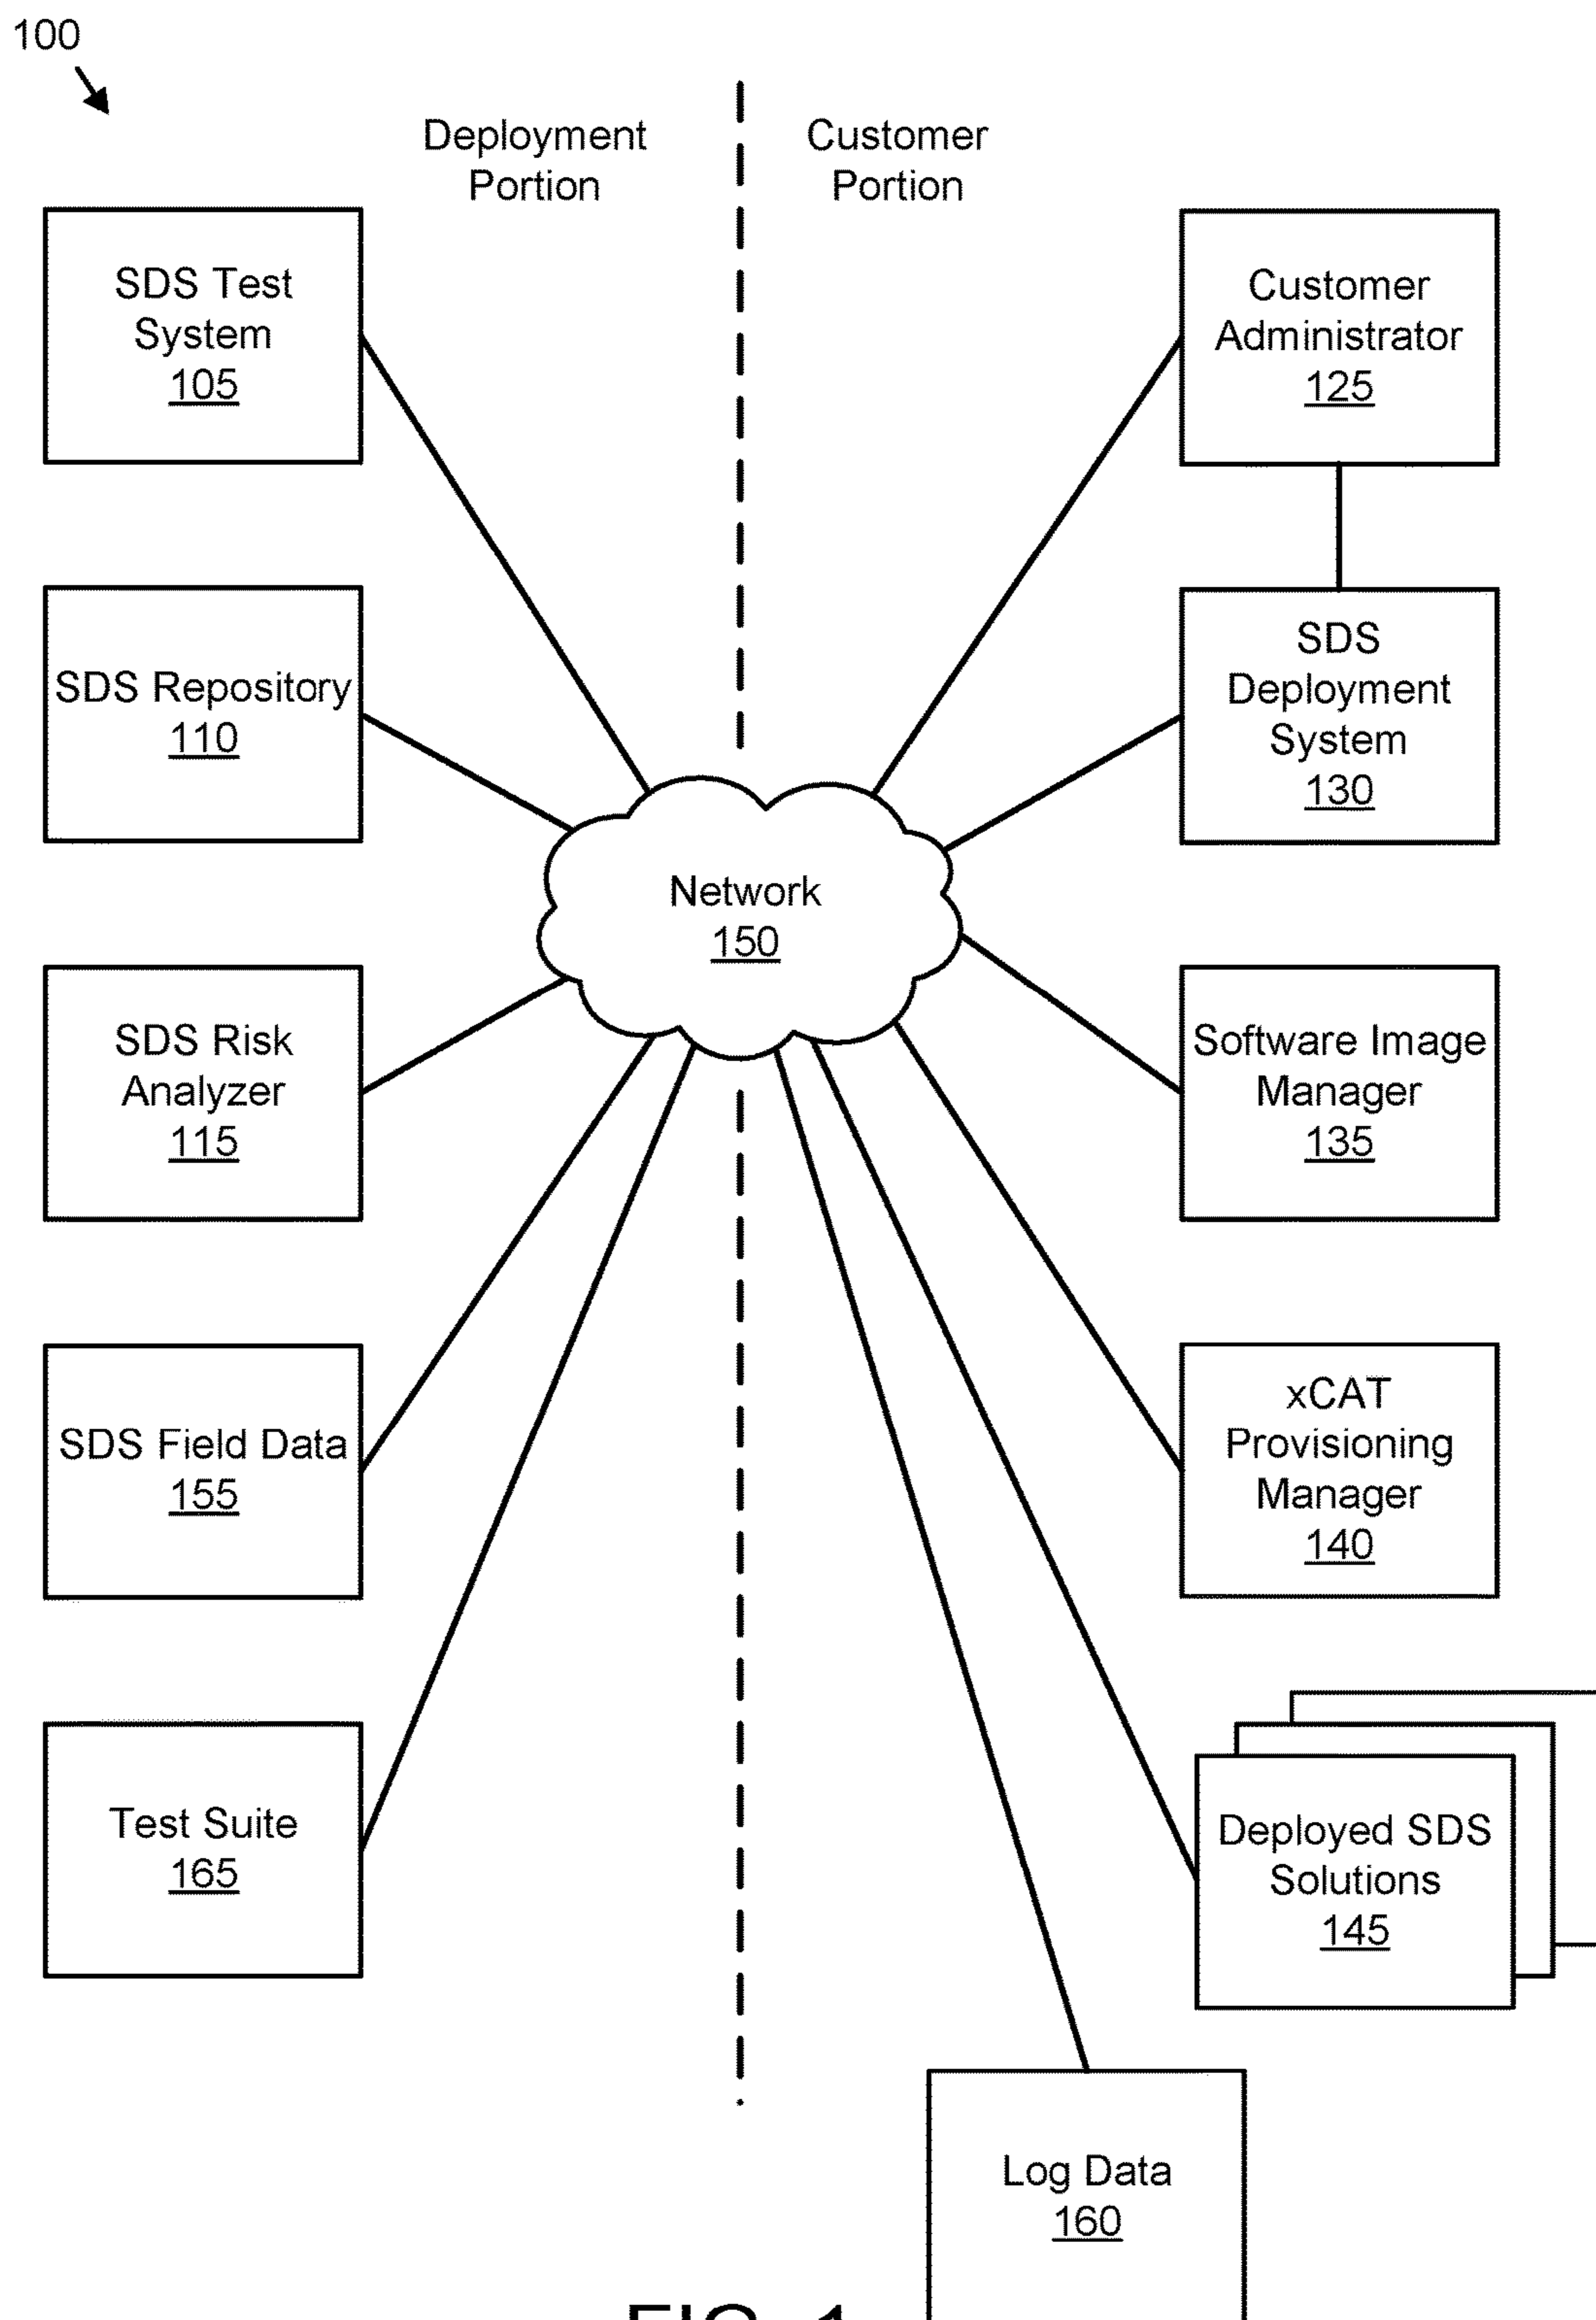 100
Deployment
Portion
Customer
Portion
SDS Test
System
105
Customer
Administrator
125
SDS Repository
110
SDS
Deployment
System
130
Network
150
SDS Risk
Analyzer
115
Software Image
Manager
135
SDS Field Data
155
xCAT
Provisioning
Manager
140
Test Suite
165
Deployed SDS
Solutions
145
Log Data
160
FIG. 1